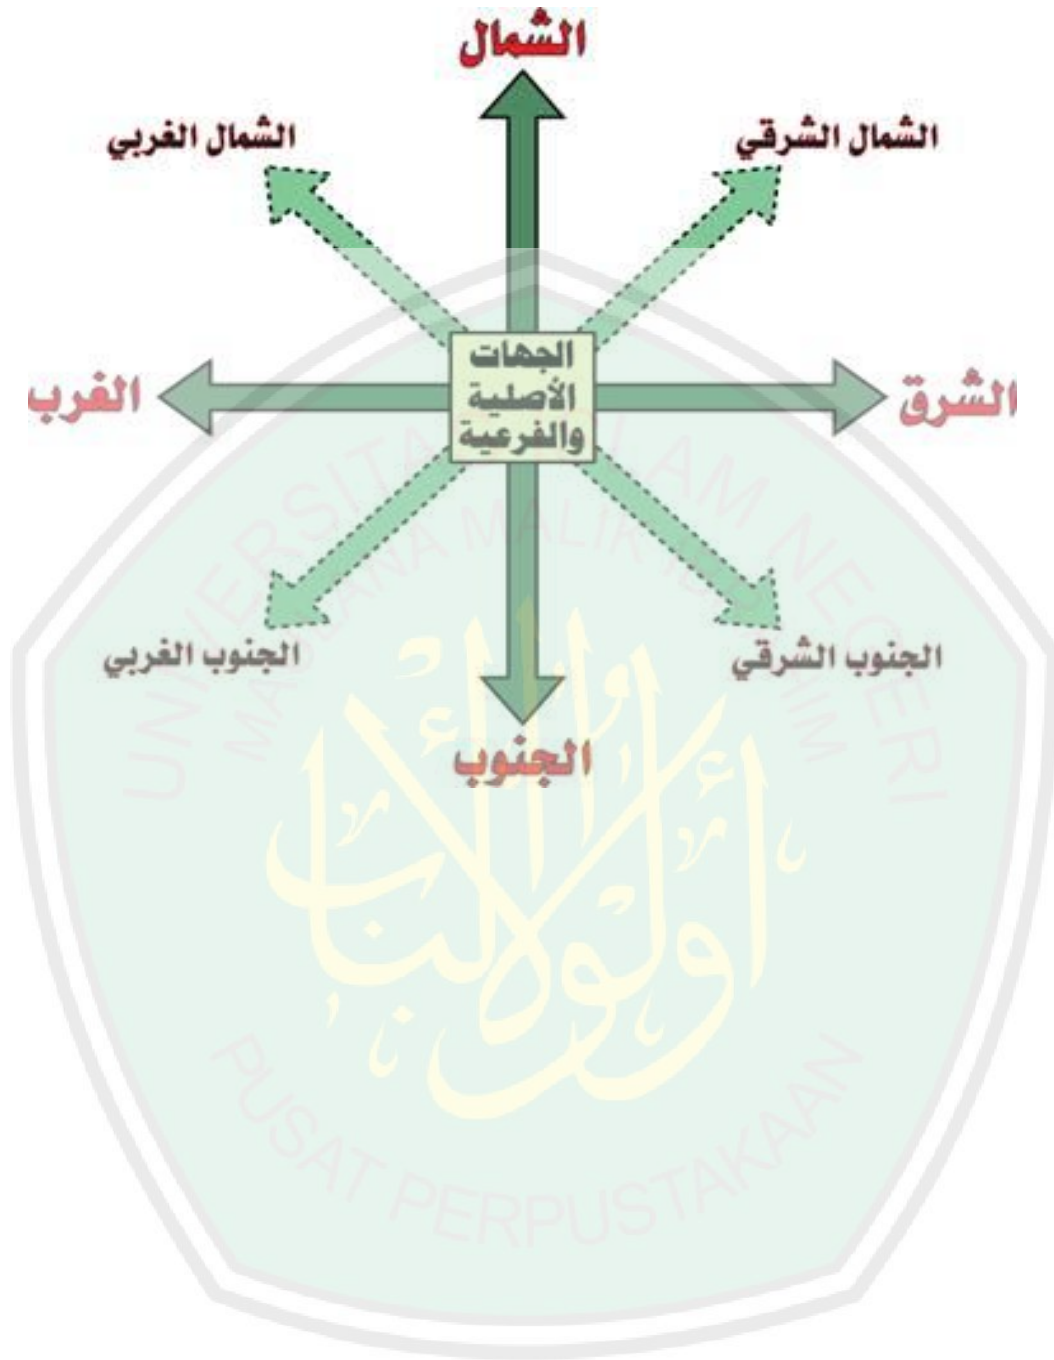 الشمال
الشمال الشرقي
الشمال الغربي
الجهات
الأصلية
والفرعية
الشرق
الغرب
الجنوب الشرقي
الجنوب الغربي
الجنوب
UNIVERSITAS ISLAM NEGERI
MAULANA MALIK IBRAHIM
أولو الألباب
PUSAT PERPUSTAKAAN